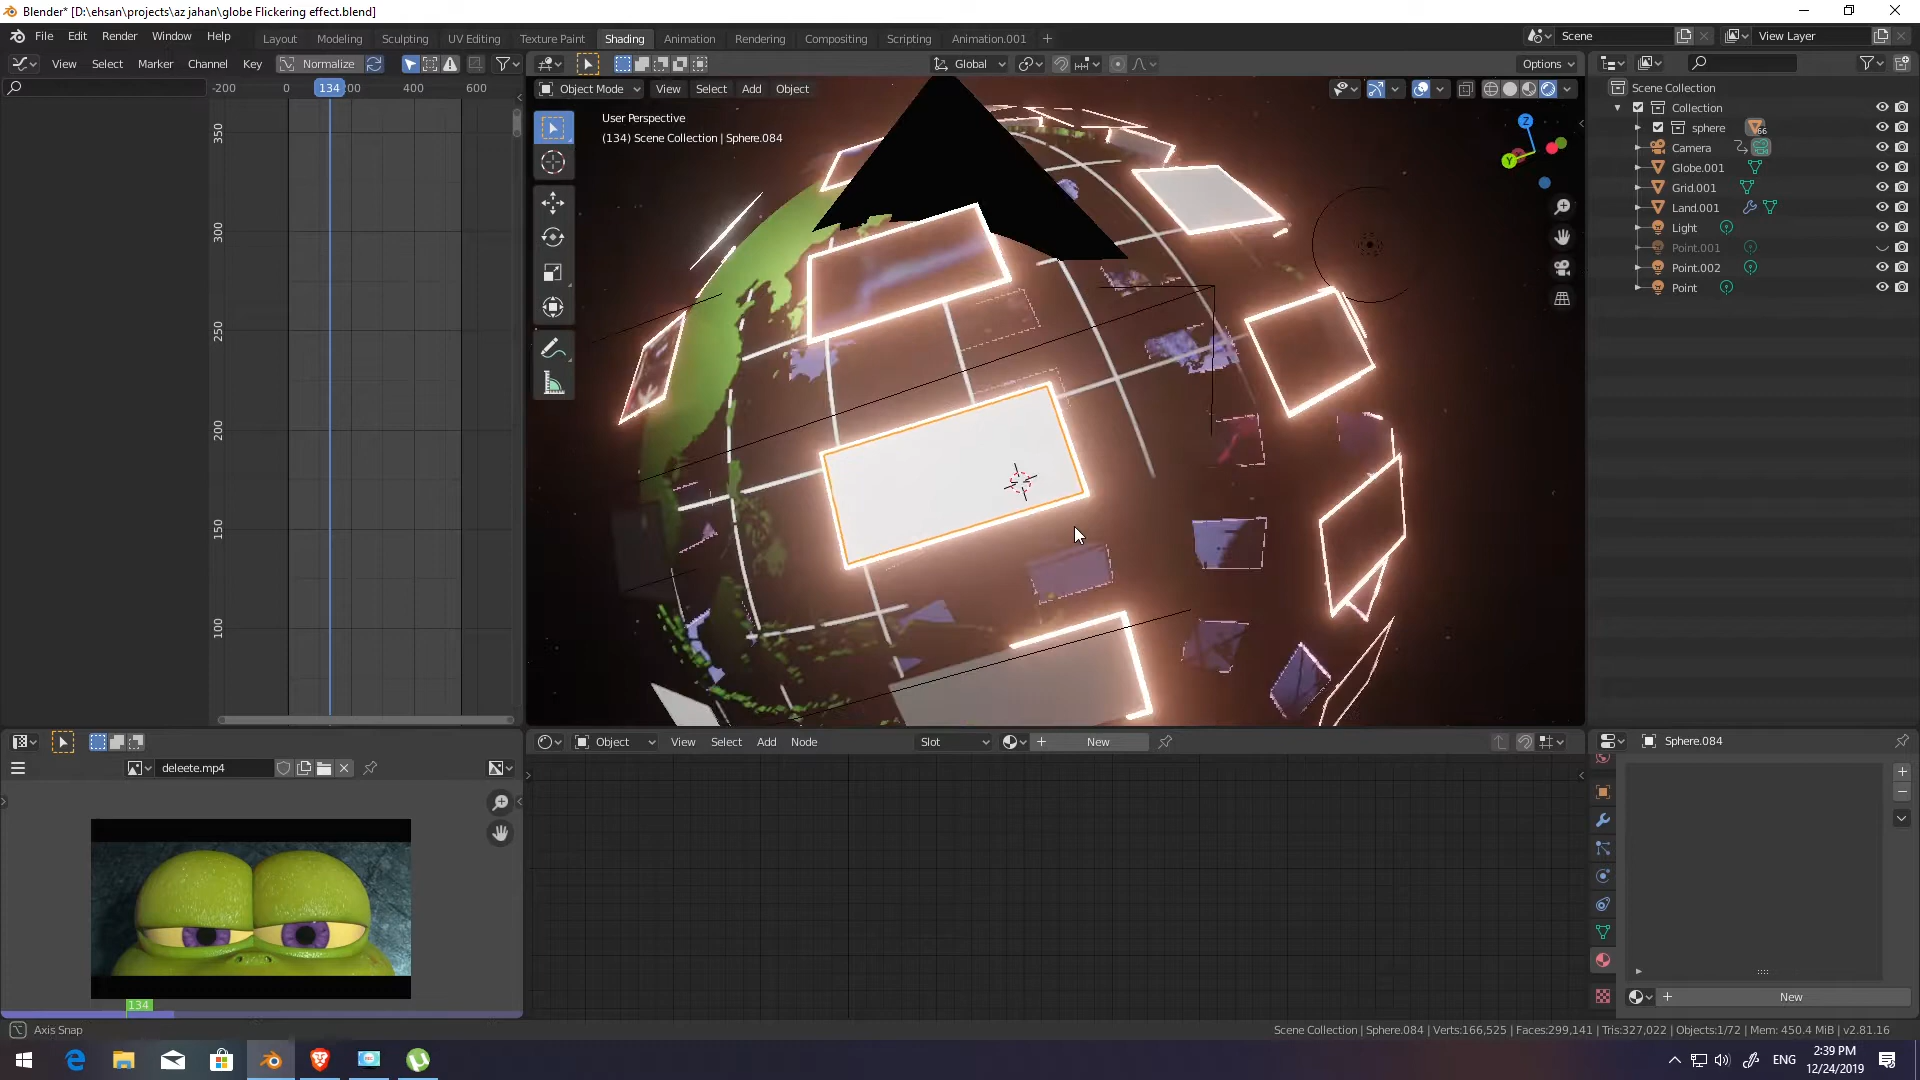 Blender* [D:\ehsan\projects\az jahan\globe Flickering effect.blend]
File Edit Render Window Help
Layout Modeling Sculpting UV Editing Texture Paint Shading Animation Rendering Compositing Scripting Animation.001 +
Scene
View Layer
View Select Marker Channel Key Normalize
Global
Options
-200 0 134 200 400 600
Object Mode View Select Add Object
User Perspective
(134) Scene Collection | Sphere.084
Z
Y
350
300
250
200
150
100
Scene Collection
Collection
sphere 66
Camera
Globe.001
Grid.001
Land.001
Light
Point.001
Point.002
Point
Object View Select Add Node Slot New
Sphere.084
deleete.mp4
134
New
Axis Snap
Scene Collection | Sphere.084 | Verts:166,525 | Faces:299,141 | Tris:327,022 | Objects:1/72 | Mem: 450.4 MiB | v2.81.16
ENG
2:39 PM
12/24/2019